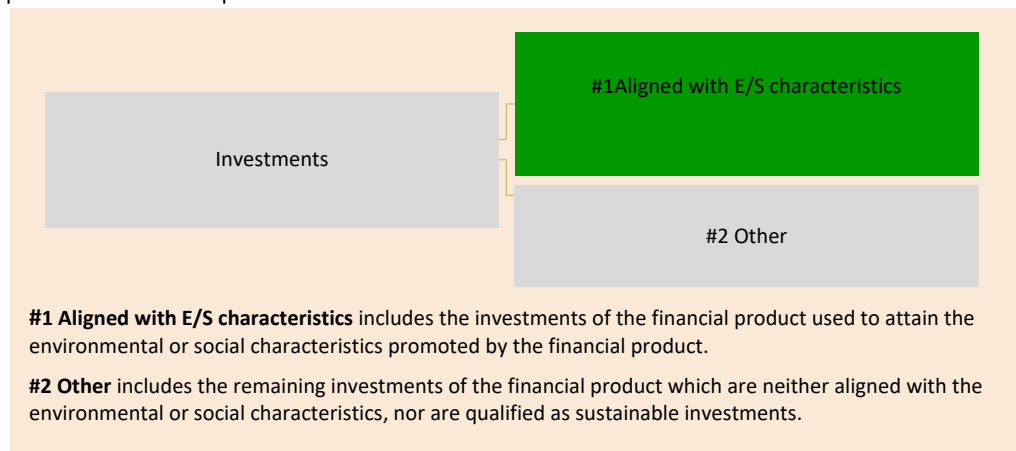 #1Aligned with E/S characteristics
Investments
#2 Other
#1 Aligned with E/S characteristics includes the investments of the financial product used to attain the
environmental or social characteristics promoted by the financial product.
#2 Other includes the remaining investments of the financial product which are neither aligned with the
environmental or social characteristics, nor are qualified as sustainable investments.